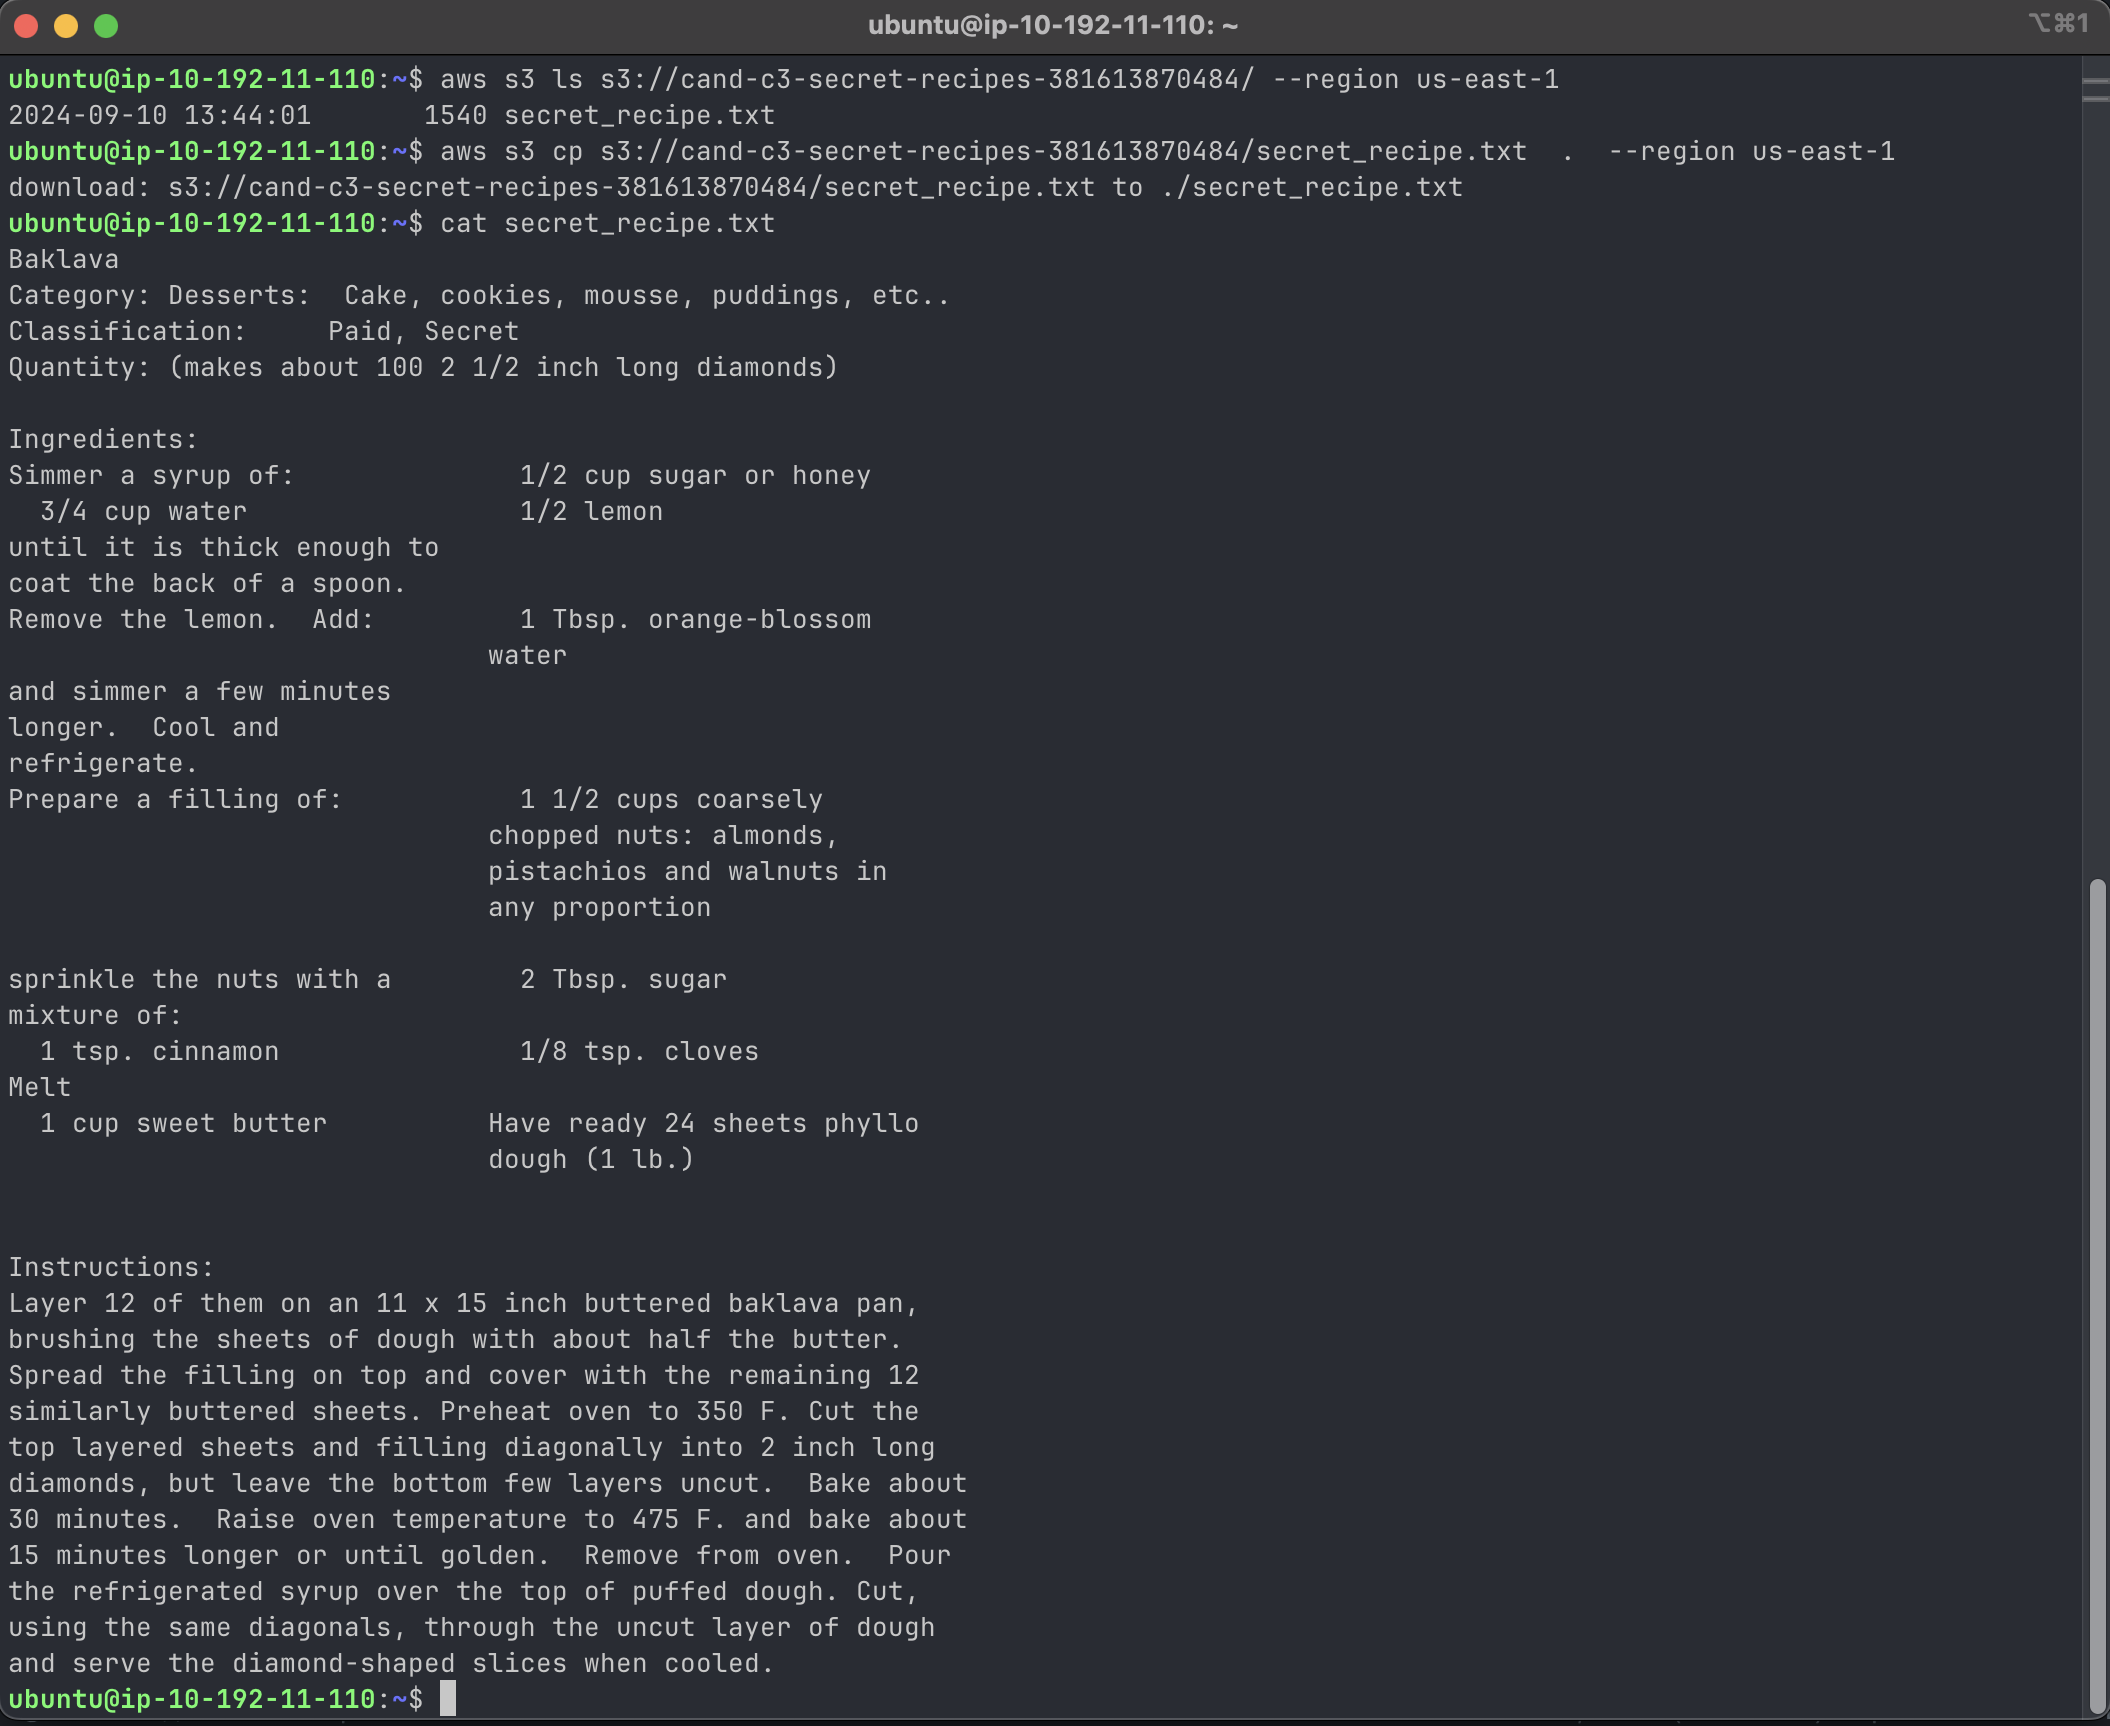 ubuntu@ip-10-192-11-110: ~
⌥⌘1
ubuntu@ip-10-192-11-110:~$ aws s3 ls s3://cand-c3-secret-recipes-381613870484/ --region us-east-1
2024-09-10 13:44:01       1540 secret_recipe.txt
ubuntu@ip-10-192-11-110:~$ aws s3 cp s3://cand-c3-secret-recipes-381613870484/secret_recipe.txt  .  --region us-east-1
download: s3://cand-c3-secret-recipes-381613870484/secret_recipe.txt to ./secret_recipe.txt
ubuntu@ip-10-192-11-110:~$ cat secret_recipe.txt
Baklava
Category: Desserts:  Cake, cookies, mousse, puddings, etc..
Classification:     Paid, Secret
Quantity: (makes about 100 2 1/2 inch long diamonds)
Ingredients:
Simmer a syrup of:              1/2 cup sugar or honey
  3/4 cup water                 1/2 lemon
until it is thick enough to
coat the back of a spoon.
Remove the lemon.  Add:         1 Tbsp. orange-blossom
                              water
and simmer a few minutes
longer.  Cool and
refrigerate.
Prepare a filling of:           1 1/2 cups coarsely
                              chopped nuts: almonds,
                              pistachios and walnuts in
                              any proportion
sprinkle the nuts with a        2 Tbsp. sugar
mixture of:
  1 tsp. cinnamon               1/8 tsp. cloves
Melt
  1 cup sweet butter          Have ready 24 sheets phyllo
                              dough (1 lb.)
Instructions:
Layer 12 of them on an 11 x 15 inch buttered baklava pan,
brushing the sheets of dough with about half the butter.
Spread the filling on top and cover with the remaining 12
similarly buttered sheets. Preheat oven to 350 F. Cut the
top layered sheets and filling diagonally into 2 inch long
diamonds, but leave the bottom few layers uncut.  Bake about
30 minutes.  Raise oven temperature to 475 F. and bake about
15 minutes longer or until golden.  Remove from oven.  Pour
the refrigerated syrup over the top of puffed dough. Cut,
using the same diagonals, through the uncut layer of dough
and serve the diamond-shaped slices when cooled.
ubuntu@ip-10-192-11-110:~$